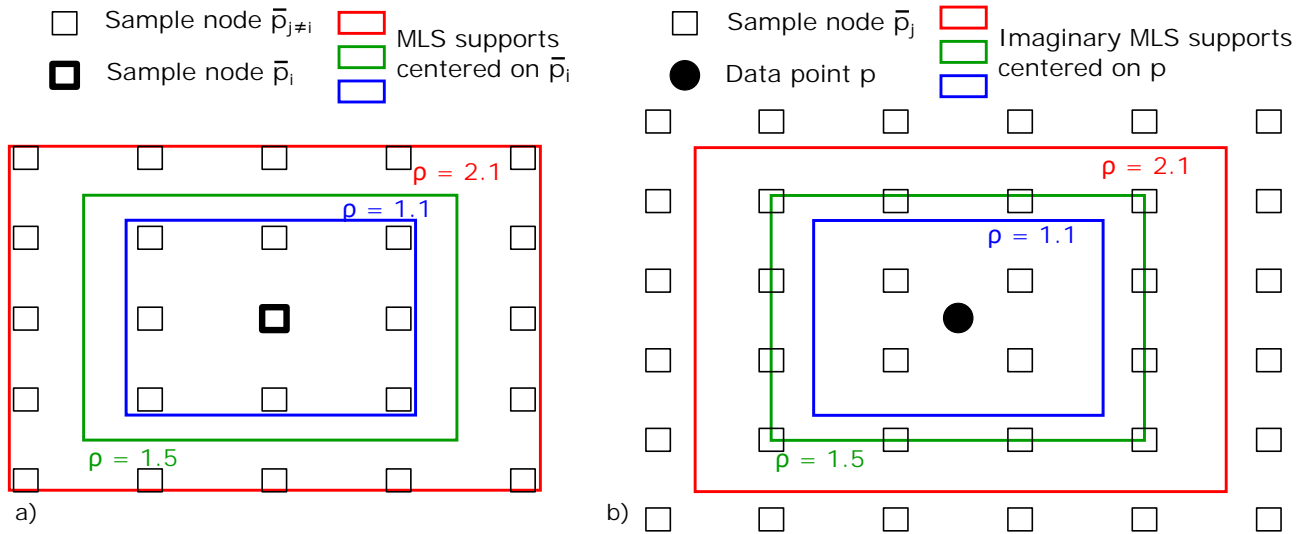 Sample node p̄ⱼ≠ᵢ
Sample node p̄ᵢ
MLS supports
centered on p̄ᵢ
ρ = 2.1
ρ = 1.1
ρ = 1.5
a)
Sample node p̄ⱼ
Data point p
Imaginary MLS supports
centered on p
ρ = 2.1
ρ = 1.1
ρ = 1.5
b)